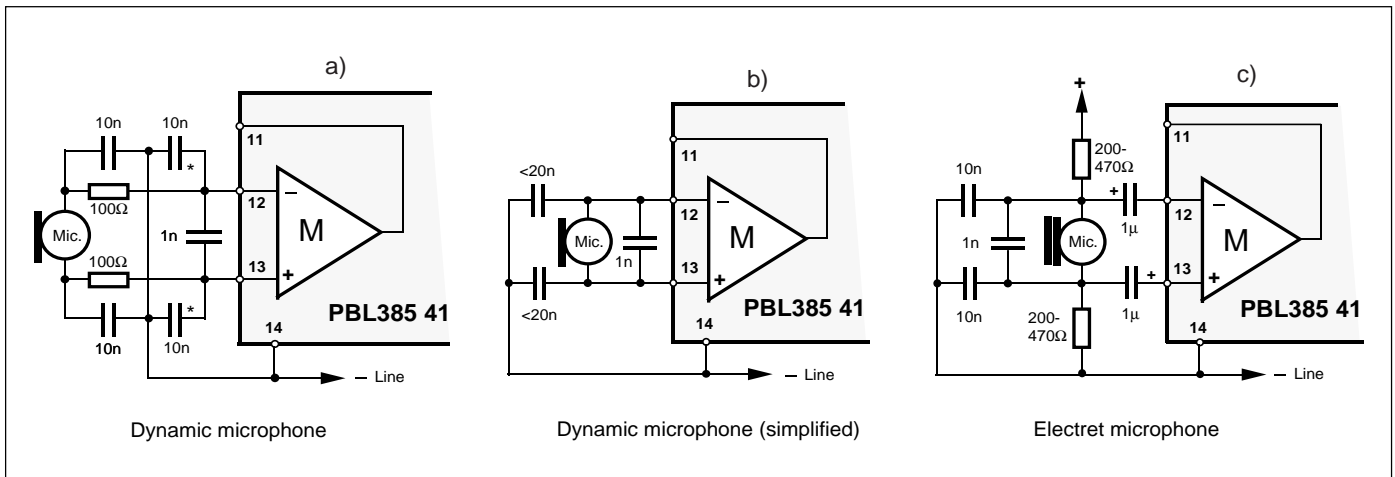 a)
10n
10n
*
11
12
100Ω
Mic.
1n
M
−
100Ω
13
+
*
PBL385 41
14
10n
10n
− Line
Dynamic microphone
b)
11
<20n
12
−
Mic.
1n
M
13
+
<20n
PBL385 41
14
− Line
Dynamic microphone (simplified)
c)
+
11
200-
470Ω
10n
+
12
−
1n
Mic.
1µ
M
13
+
+
10n
1µ
200-
470Ω
PBL385 41
14
− Line
Electret microphone